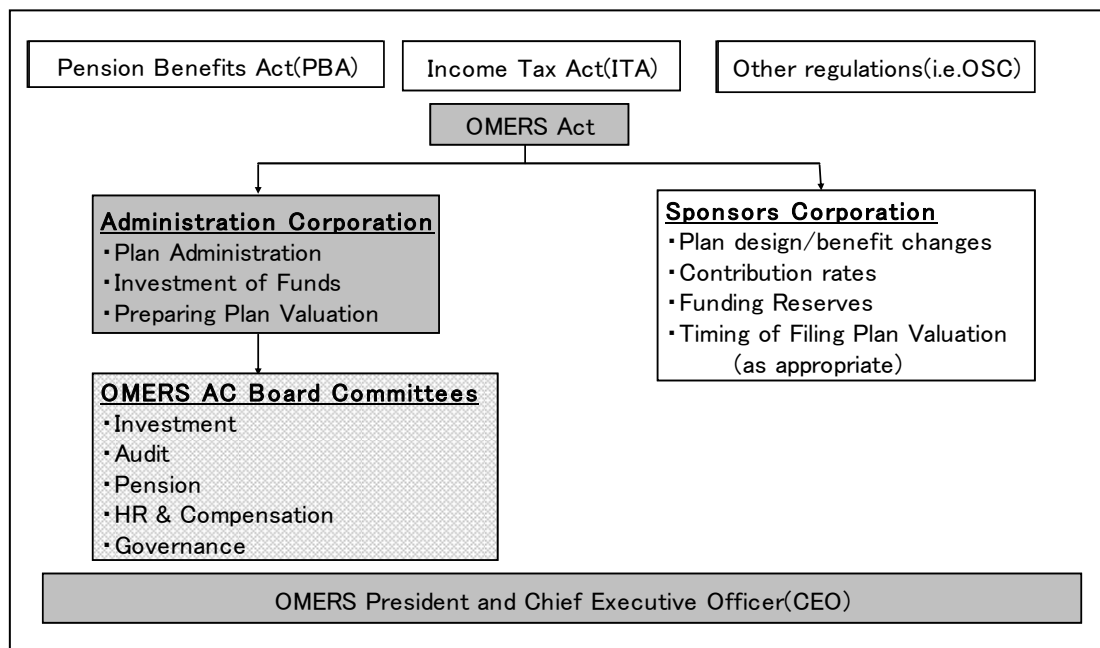 Pension Benefits Act(PBA)
Income Tax Act(ITA)
Other regulations(i.e.OSC)
OMERS Act
Administration Corporation
・Plan Administration
・Investment of Funds
・Preparing Plan Valuation
Sponsors Corporation
・Plan design/benefit changes
・Contribution rates
・Funding Reserves
・Timing of Filing Plan Valuation
(as appropriate)
OMERS AC Board Committees
・Investment
・Audit
・Pension
・HR & Compensation
・Governance
OMERS President and Chief Executive Officer(CEO)